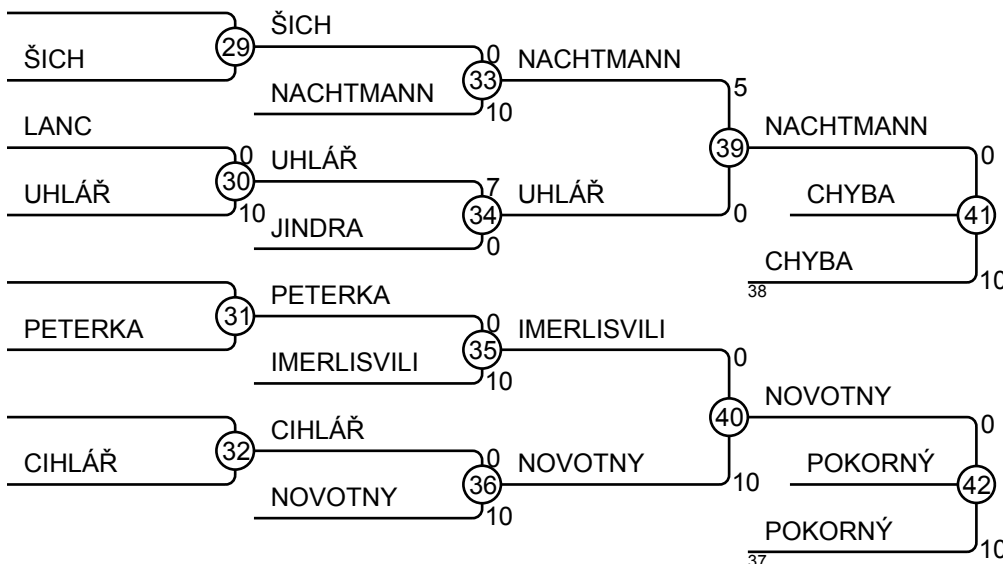 ŠICH
29
ŠICH
0
NACHTMANN
33
NACHTMANN
10
5
LANC
NACHTMANN
39
0
UHLÁŘ
30
0
UHLÁŘ
10
7
UHLÁŘ
34
0
CHYBA
41
JINDRA
0
CHYBA
38
10
PETERKA
31
0
PETERKA
IMERLISVILI
35
IMERLISVILI
10
0
NOVOTNY
40
0
CIHLÁŘ
32
0
CIHLÁŘ
NOVOTNY
36
10
POKORNÝ
42
NOVOTNY
10
POKORNÝ
37
10